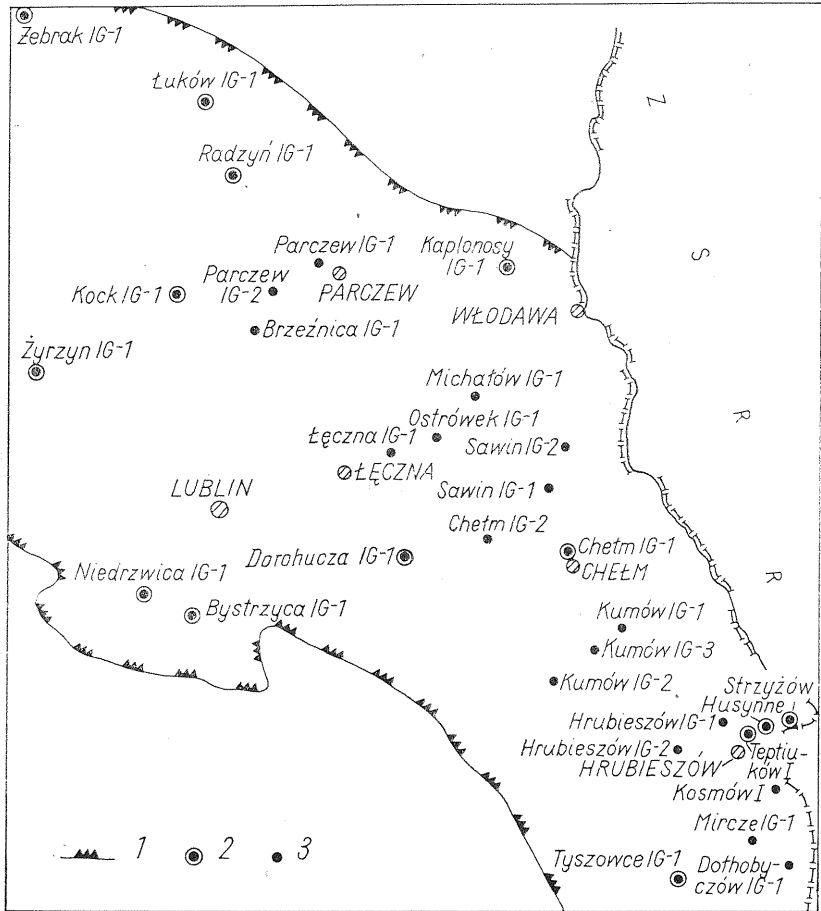 Żebrak IG-1
Łuków IG-1
Radzyń IG-1
Z
S
R
R
Parczew IG-1
Kaplonosy
IG-1
Parczew
IG-2
PARCZEW
Kock IG-1
WŁODAWA
Brzeźnica IG-1
Żyrzyn IG-1
Michałów IG-1
Ostrówek IG-1
Łęczna IG-1
Sawin IG-2
ŁĘCZNA
LUBLIN
Sawin IG-1
Chełm IG-2
Dorohucza IG-1
Chełm IG-1
CHEŁM
Niedrzwica IG-1
Bystrzyca IG-1
Kumów IG-1
Kumów IG-3
Kumów IG-2
Strzyżów
Husynne
Hrubieszów IG-1
Hrubieszów IG-2
HRUBIESZÓW
Teptiu-
ków I
Kosmów I
Mircze IG-1
Tyszowce IG-1
Dołhoby-
czów IG-1
1 2 3